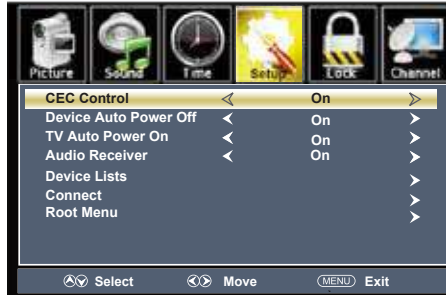 Picture Sound Time Setup Lock Channel
CEC Control On
Device Auto Power Off On
TV Auto Power On On
Audio Receiver On
Device Lists
Connect
Root Menu
Select Move MENU Exit